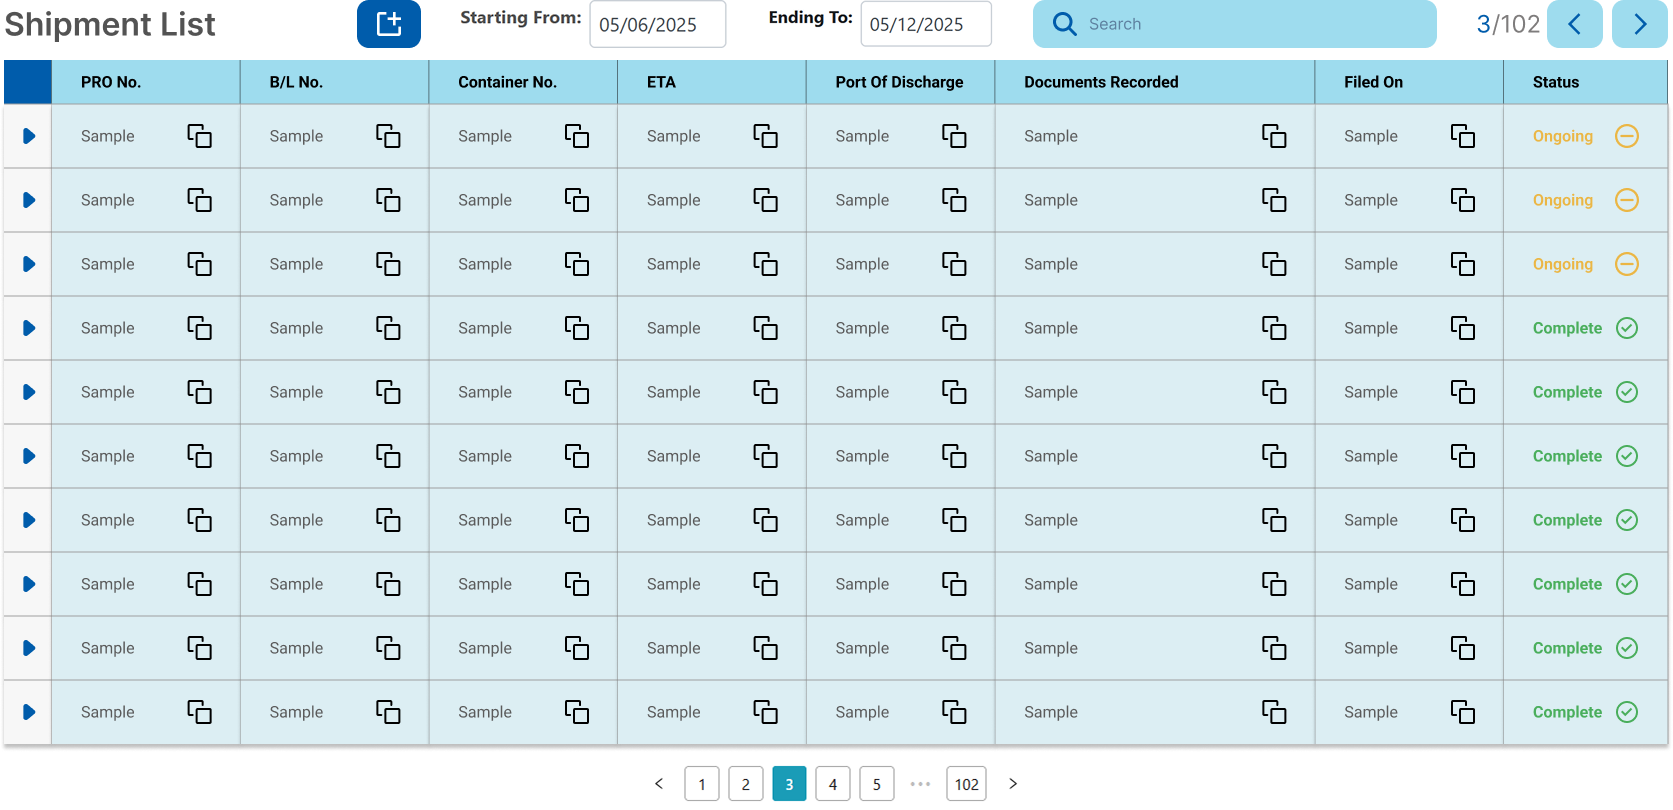 Shipment List Starting From: 05/06/2025 Ending To: 05/12/2025 Search 3/102
PRO No. B/L No. Container No. ETA Port Of Discharge Documents Recorded Filed On Status
Sample Sample Sample Sample Sample Sample Sample Ongoing
Sample Sample Sample Sample Sample Sample Sample Ongoing
Sample Sample Sample Sample Sample Sample Sample Ongoing
Sample Sample Sample Sample Sample Sample Sample Complete
Sample Sample Sample Sample Sample Sample Sample Complete
Sample Sample Sample Sample Sample Sample Sample Complete
Sample Sample Sample Sample Sample Sample Sample Complete
Sample Sample Sample Sample Sample Sample Sample Complete
Sample Sample Sample Sample Sample Sample Sample Complete
Sample Sample Sample Sample Sample Sample Sample Complete
< 1 2 3 4 5 ••• 102 >